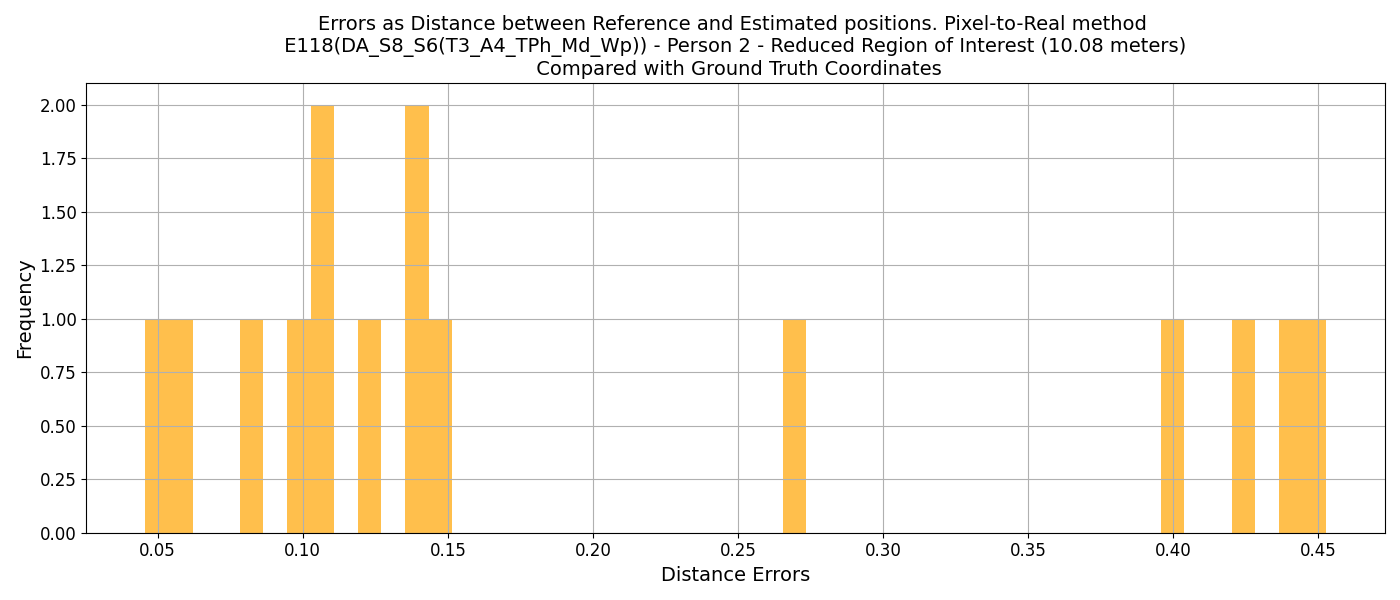 Errors as Distance between Reference and Estimated positions. Pixel-to-Real method
E118(DA_S8_S6(T3_A4_TPh_Md_Wp)) - Person 2 - Reduced Region of Interest (10.08 meters)
Compared with Ground Truth Coordinates
Frequency
2.00
1.75
1.50
1.25
1.00
0.75
0.50
0.25
0.00
0.05 0.10 0.15 0.20 0.25 0.30 0.35 0.40 0.45
Distance Errors